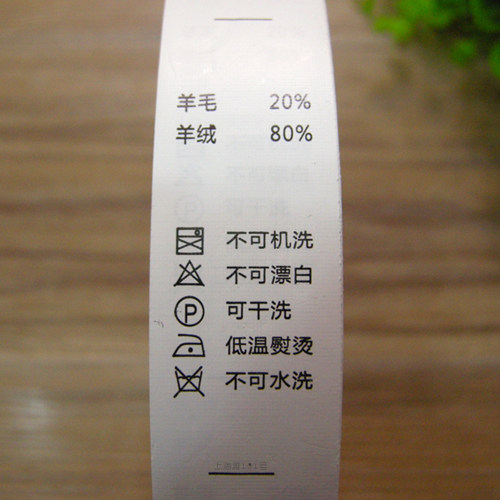 羊毛 20%
羊绒 80%
不可机洗
不可漂白
P 可干洗
低温熨烫
不可水洗